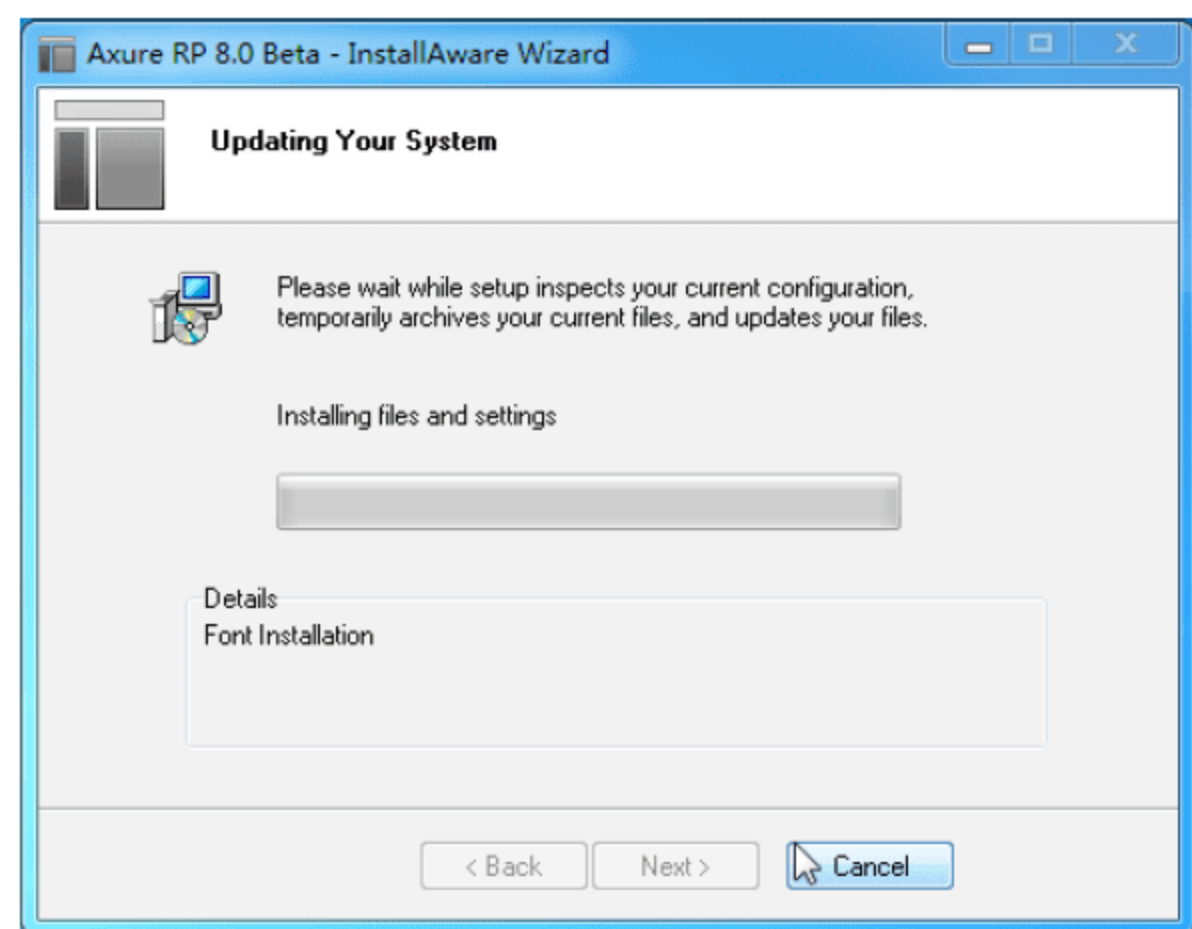 Axure RP 8.0 Beta - InstallAware Wizard
Updating Your System
Please wait while setup inspects your current configuration,
temporarily archives your current files, and updates your files.
Installing files and settings
Details
Font Installation
< Back
Next >
Cancel